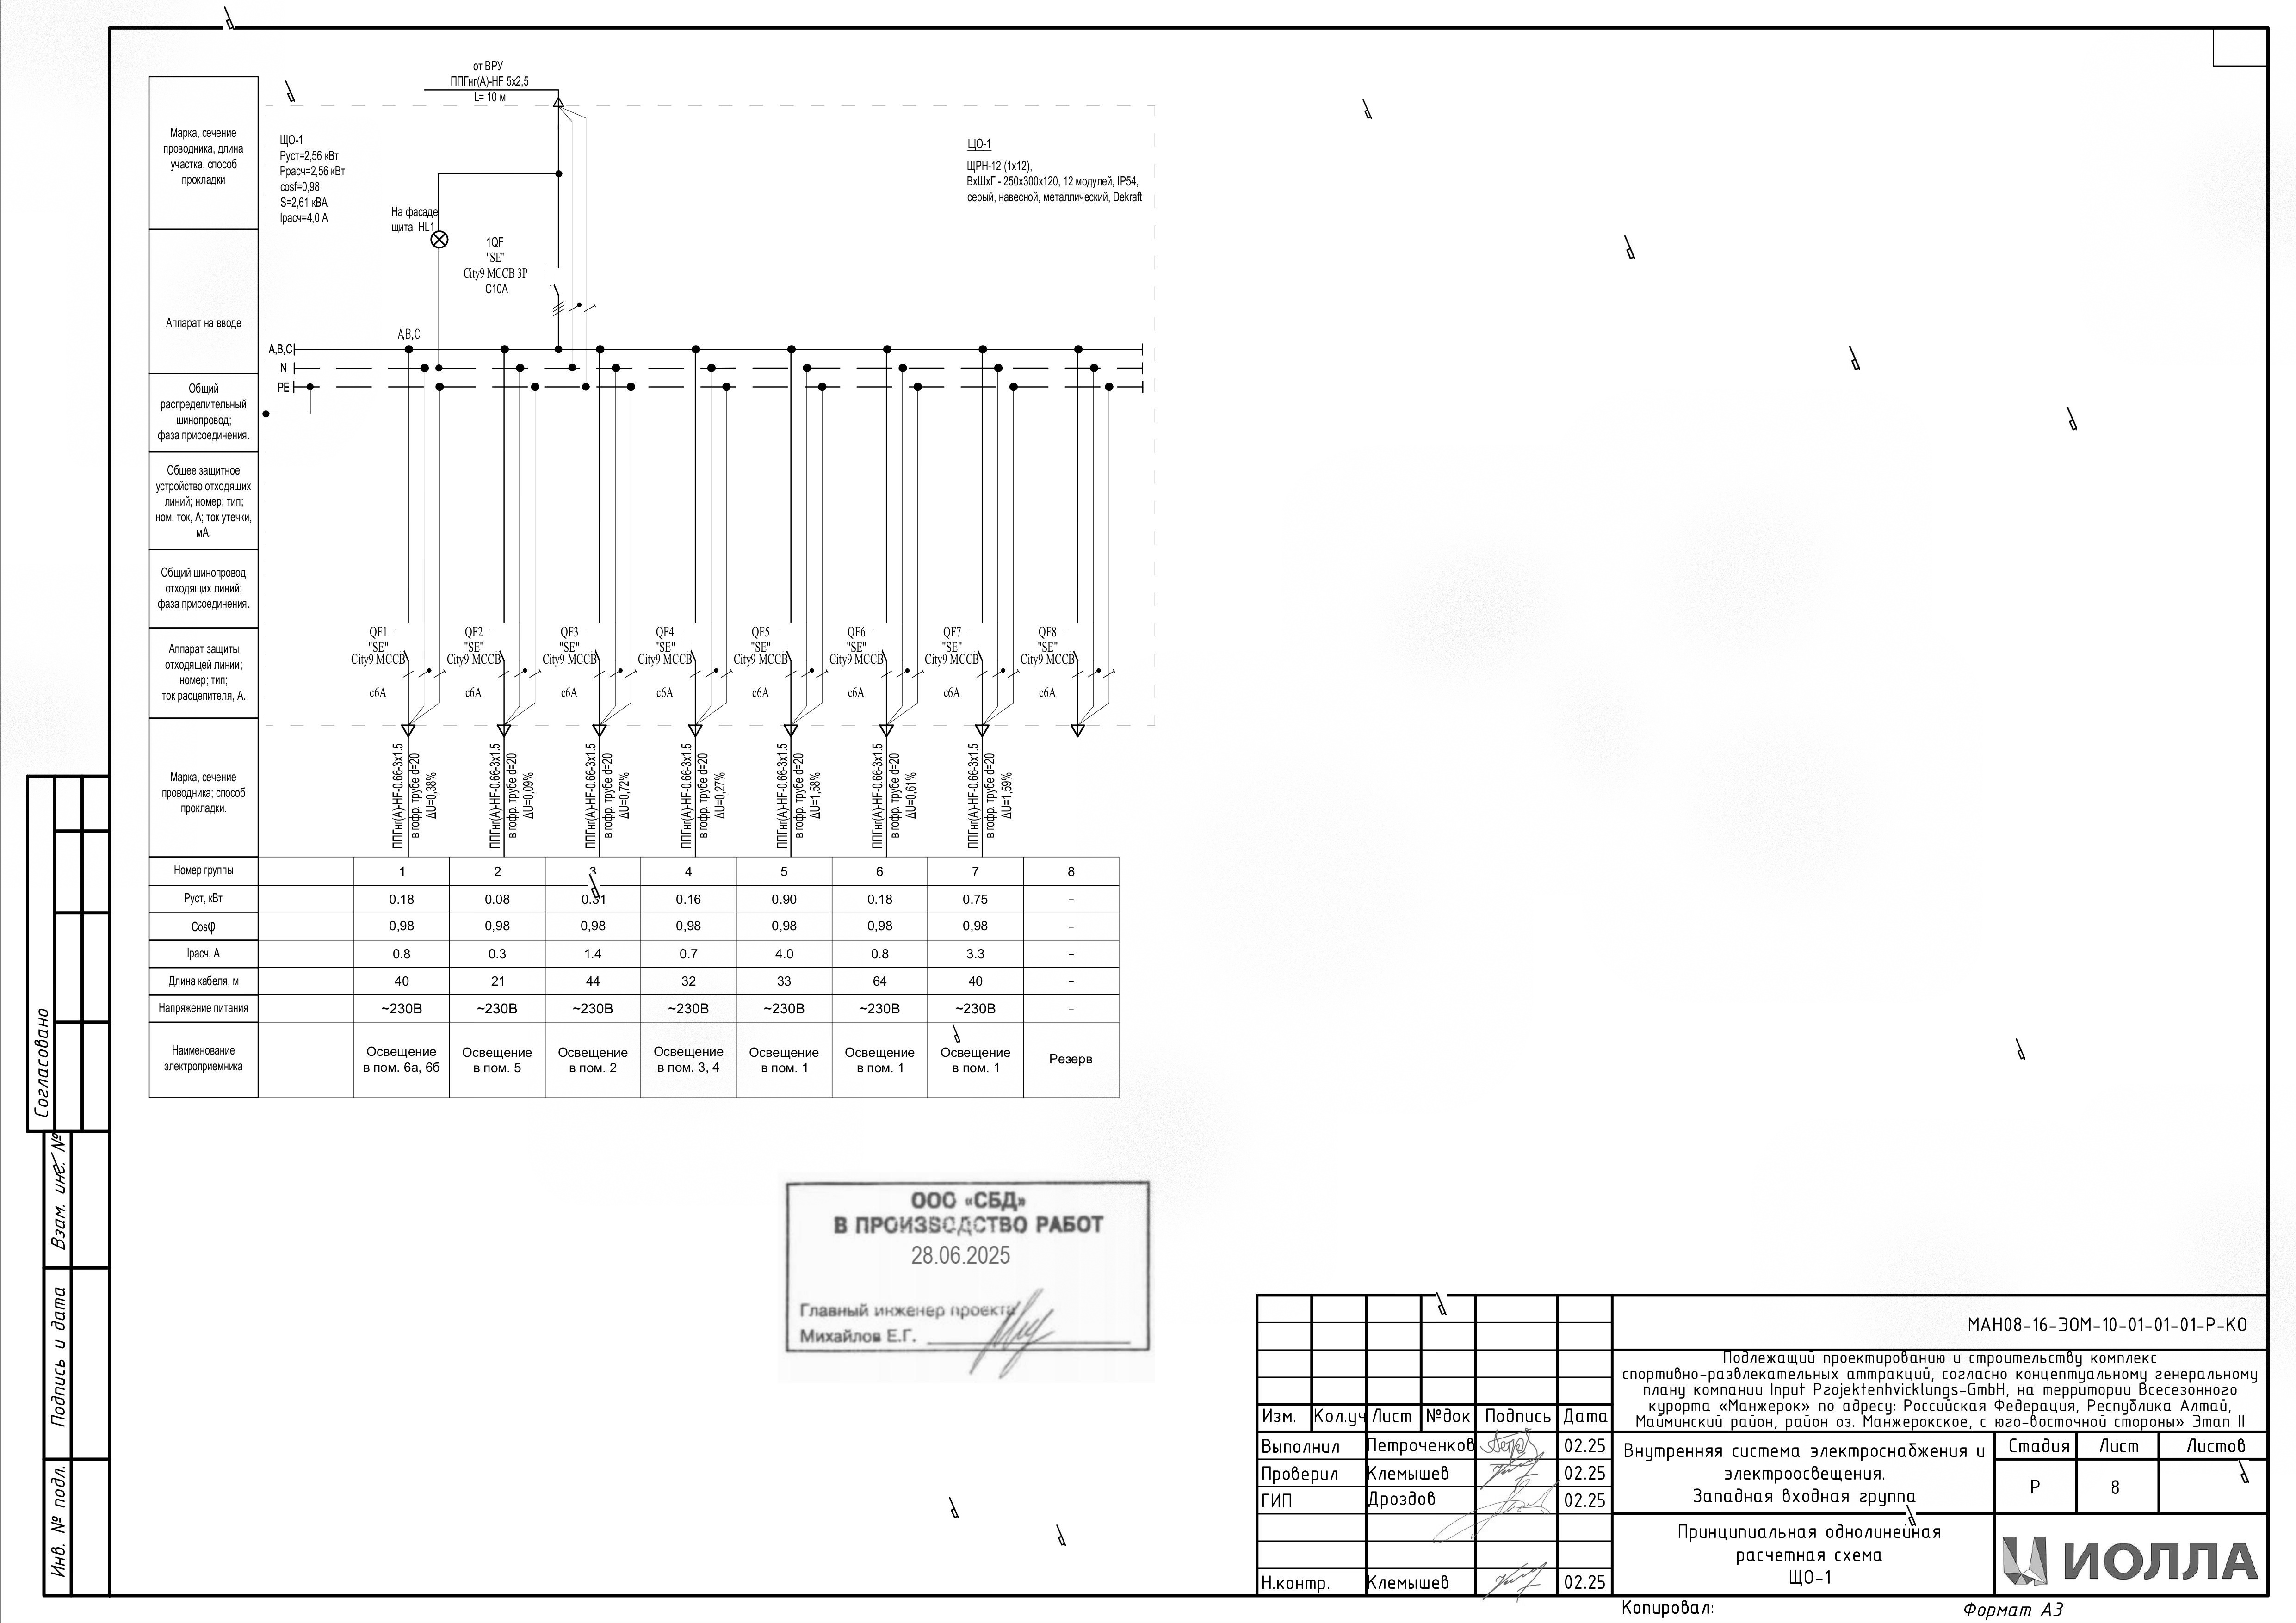 от ВРУ
ППГнг(А)-HF 5х2,5
L= 10 м
Марка, сечение
проводника, длина
участка, способ
прокладки
ЩО-1
Руст=2,56 кВт
Ррасч=2,56 кВт
cosf=0,98
S=2,61 кВА
Iрасч=4,0 А
ЩО-1
ЩРН-12 (1х12),
ВхШхГ - 250х300х120, 12 модулей, IP54,
серый, навесной, металлический, Dekraft
На фасаде
щита HL1
1QF
"SE"
City9 MCCB 3P
C10A
Аппарат на вводе
А,В,С
А,В,С
N
PE
Общий
распределительный
шинопровод;
фаза присоединения.
Общее защитное
устройство отходящих
линий; номер; тип;
ном. ток, А; ток утечки,
мА.
Общий шинопровод
отходящих линий;
фаза присоединения.
Аппарат защиты
отходящей линии;
номер; тип;
ток расцепителя, А.
QF1 QF2 QF3 QF4 QF5 QF6 QF7 QF8
"SE" "SE" "SE" "SE" "SE" "SE" "SE" "SE"
City9 MCCB City9 MCCB City9 MCCB City9 MCCB City9 MCCB City9 MCCB City9 MCCB City9 MCCB
c6A c6A c6A c6A c6A c6A c6A c6A
Марка, сечение
проводника; способ
прокладки.
ППГнг(А)-HF-0.66-3х1.5
в гофр. трубе d=20
ΔU=0,38%
ППГнг(А)-HF-0.66-3х1.5
в гофр. трубе d=20
ΔU=0,09%
ППГнг(А)-HF-0.66-3х1.5
в гофр. трубе d=20
ΔU=0,72%
ППГнг(А)-HF-0.66-3х1.5
в гофр. трубе d=20
ΔU=0,27%
ППГнг(А)-HF-0.66-3х1.5
в гофр. трубе d=20
ΔU=1,58%
ППГнг(А)-HF-0.66-3х1.5
в гофр. трубе d=20
ΔU=0,61%
ППГнг(А)-HF-0.66-3х1.5
в гофр. трубе d=20
ΔU=1,59%
Номер группы 1 2 3 4 5 6 7 8
Руст, кВт 0.18 0.08 0.31 0.16 0.90 0.18 0.75 –
Cosφ 0,98 0,98 0,98 0,98 0,98 0,98 0,98 –
Iрасч, А 0.8 0.3 1.4 0.7 4.0 0.8 3.3 –
Длина кабеля, м 40 21 44 32 33 64 40 –
Напряжение питания ~230В ~230В ~230В ~230В ~230В ~230В ~230В –
Наименование
электроприемника
Освещение
в пом. 6а, 6б
Освещение
в пом. 5
Освещение
в пом. 2
Освещение
в пом. 3, 4
Освещение
в пом. 1
Освещение
в пом. 1
Освещение
в пом. 1
Резерв
ООО «СБД»
В ПРОИЗВОДСТВО РАБОТ
28.06.2025
Главный инженер проекта
Михайлов Е.Г.
Согласовано
Взам. инв. №
Подпись и дата
Инв. № подл.
МАН08-16-ЭОМ-10-01-01-01-Р-КО
Подлежащий проектированию и строительству комплекс
спортивно-развлекательных аттракций, согласно концептуальному генеральному
плану компании Input Projektenhvicklungs-GmbH, на территории Всесезонного
курорта «Манжерок» по адресу: Российская Федерация, Республика Алтай,
Майминский район, район оз. Манжерокское, с юго-восточной стороны» Этап II
Изм. Кол.уч Лист №док Подпись Дата
Выполнил Петроченков 02.25
Проверил Клемышев 02.25
ГИП Дроздов 02.25
Н.контр. Клемышев 02.25
Внутренняя система электроснабжения и
электроосвещения.
Западная входная группа
Стадия Лист Листов
Р 8
Принципиальная однолинейная
расчетная схема
ЩО-1
ИОЛЛА
Копировал:
Формат А3